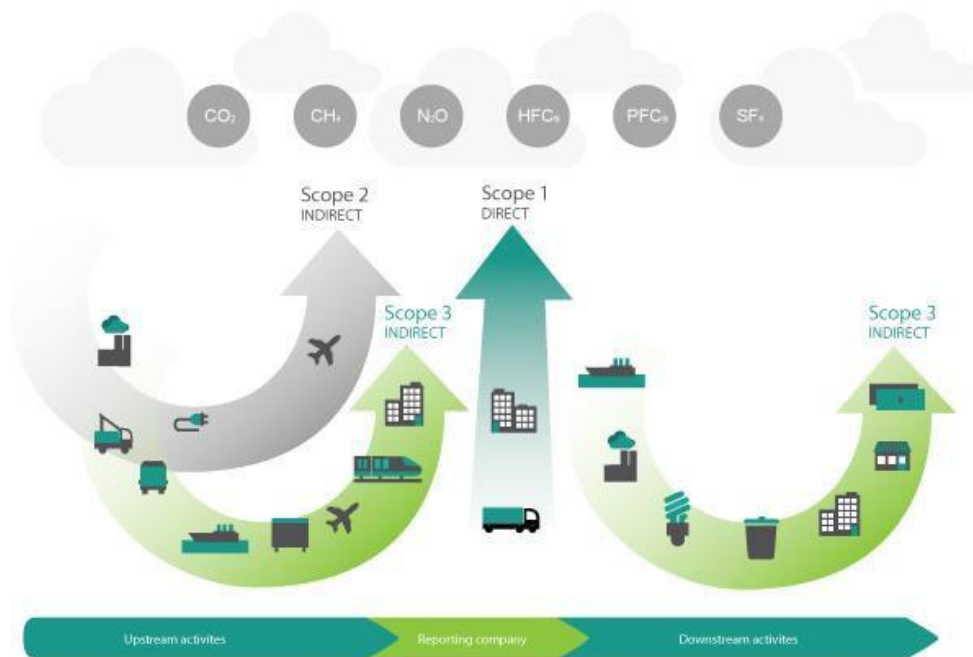 CO₂ CH₄ N₂O HFCs PFCs SF₆
Scope 2
INDIRECT
Scope 1
DIRECT
Scope 3
INDIRECT
Scope 3
INDIRECT
Upstream activites
Reporting company
Downstream activites